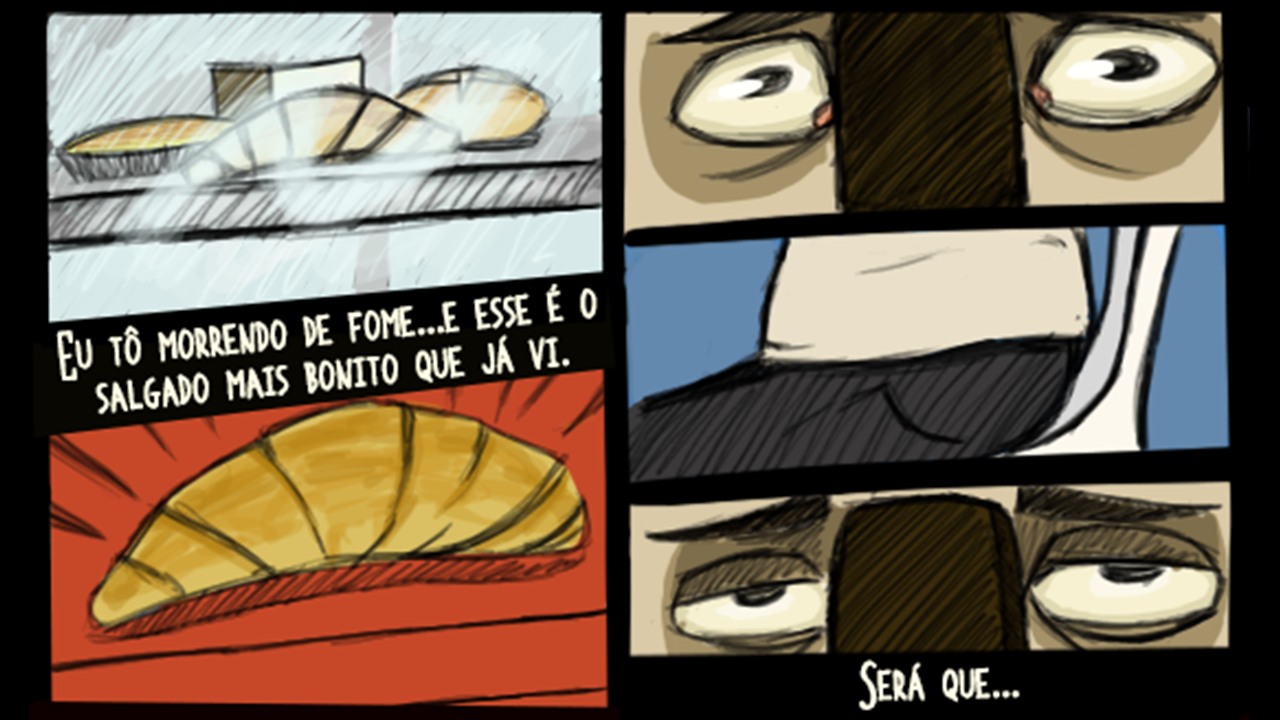 Eu tô morrendo de fome...e esse é o
salgado mais bonito que já vi.
Será que...